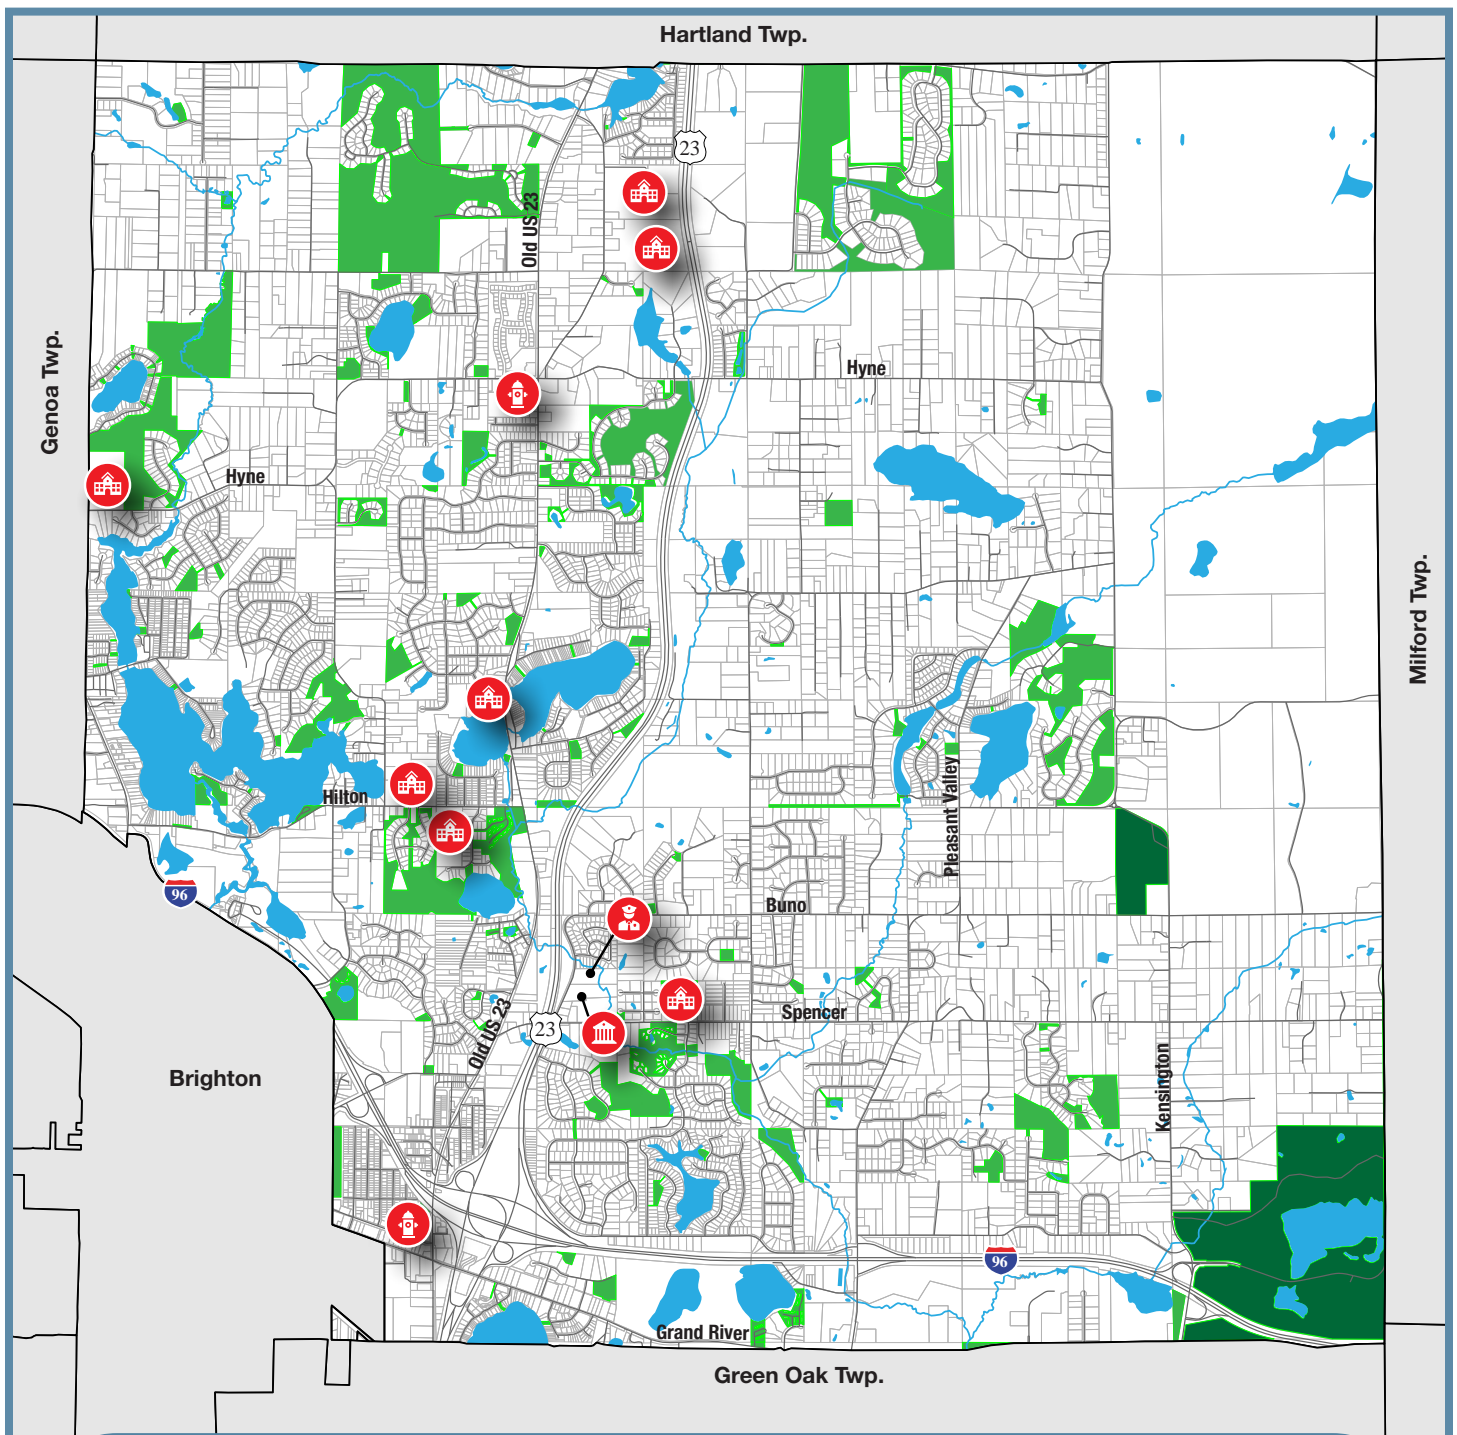 Hartland Twp.
23
Old US 23
Genoa Twp.
Hyne
Hyne
Milford Twp.
Hilton
Pleasant Valley
96
Buno
Spencer
Old US 23
23
Kensington
Brighton
96
Grand River
Green Oak Twp.